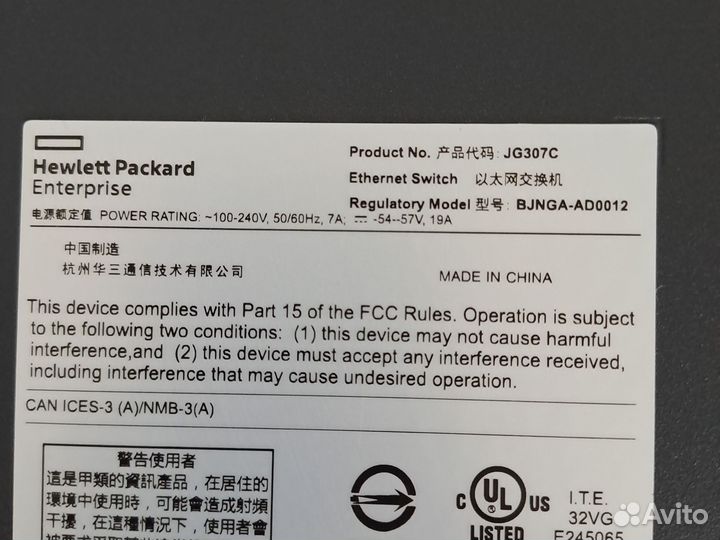 Hewlett Packard
Enterprise
Product No. 产品代码: JG307C
Ethernet Switch 以太网交换机
Regulatory Model 型号: BJNGA-AD0012
电源额定值 POWER RATING: ~100-240V, 50/60Hz, 7A; ⎓ -54--57V, 19A
中国制造
杭州华三通信技术有限公司
MADE IN CHINA
This device complies with Part 15 of the FCC Rules. Operation is subject
to the following two conditions: (1) this device may not cause harmful
interference,and (2) this device must accept any interference received,
including interference that may cause undesired operation.
CAN ICES-3 (A)/NMB-3(A)
警告使用者
這是甲類的資訊產品，在居住的
環境中使用時，可能會造成射頻
干擾，在這種情況下，使用者會
C UL US
LISTED
I.T.E.
32VG
E245065
Avito